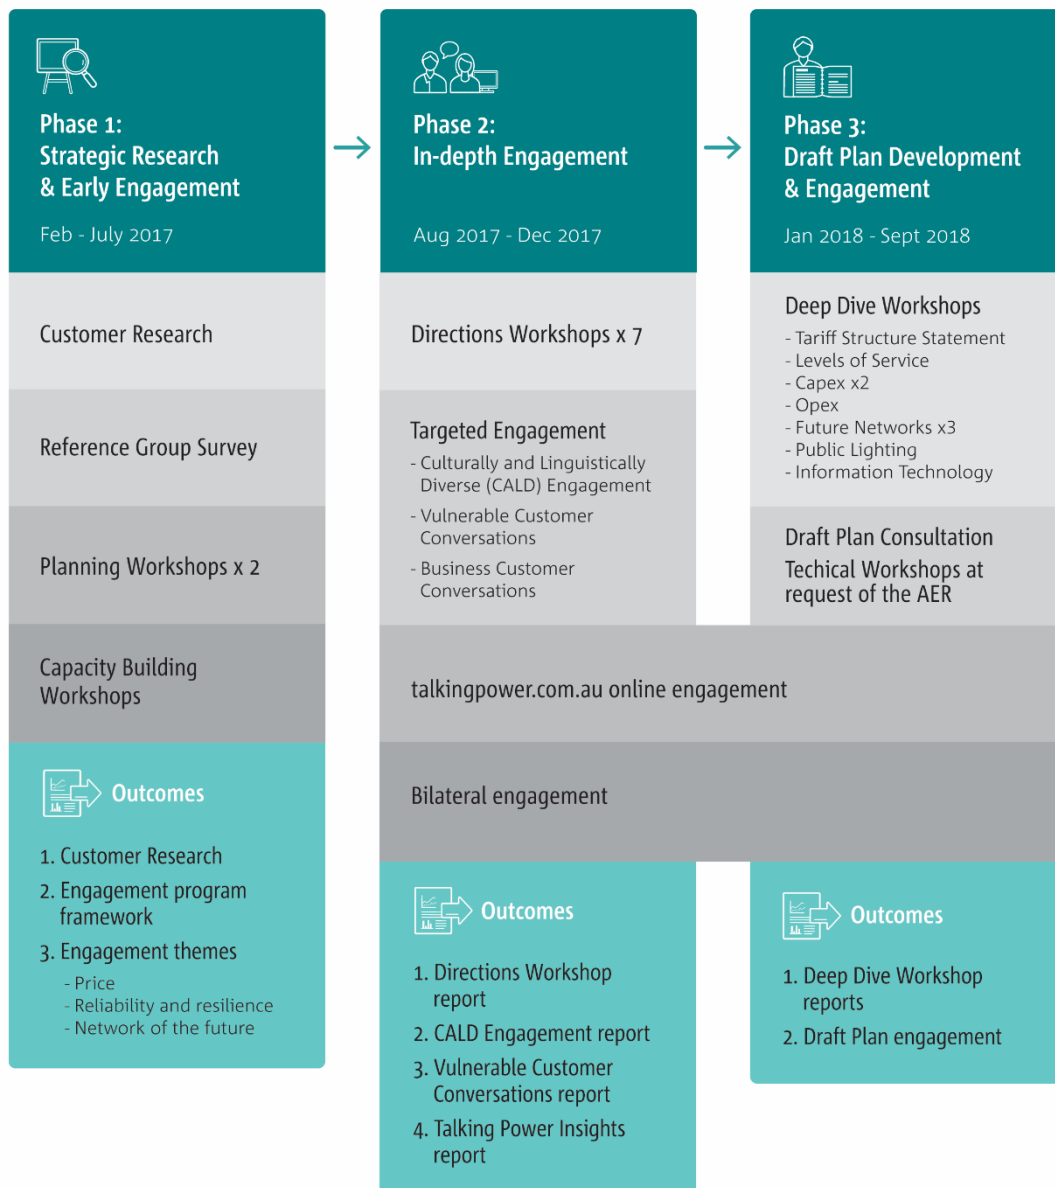 Phase 1:
Strategic Research
& Early Engagement
Feb - July 2017
Customer Research
Reference Group Survey
Planning Workshops x 2
Capacity Building
Workshops
Outcomes
1. Customer Research
2. Engagement program
framework
3. Engagement themes
- Price
- Reliability and resilience
- Network of the future
Phase 2:
In-depth Engagement
Aug 2017 - Dec 2017
Directions Workshops x 7
Targeted Engagement
- Culturally and Linguistically
Diverse (CALD) Engagement
- Vulnerable Customer
Conversations
- Business Customer
Conversations
talkingpower.com.au online engagement
Bilateral engagement
Outcomes
1. Directions Workshop
report
2. CALD Engagement report
3. Vulnerable Customer
Conversations report
4. Talking Power Insights
report
Phase 3:
Draft Plan Development
& Engagement
Jan 2018 - Sept 2018
Deep Dive Workshops
- Tariff Structure Statement
- Levels of Service
- Capex x2
- Opex
- Future Networks x3
- Public Lighting
- Information Technology
Draft Plan Consultation
Techical Workshops at
request of the AER
Outcomes
1. Deep Dive Workshop
reports
2. Draft Plan engagement